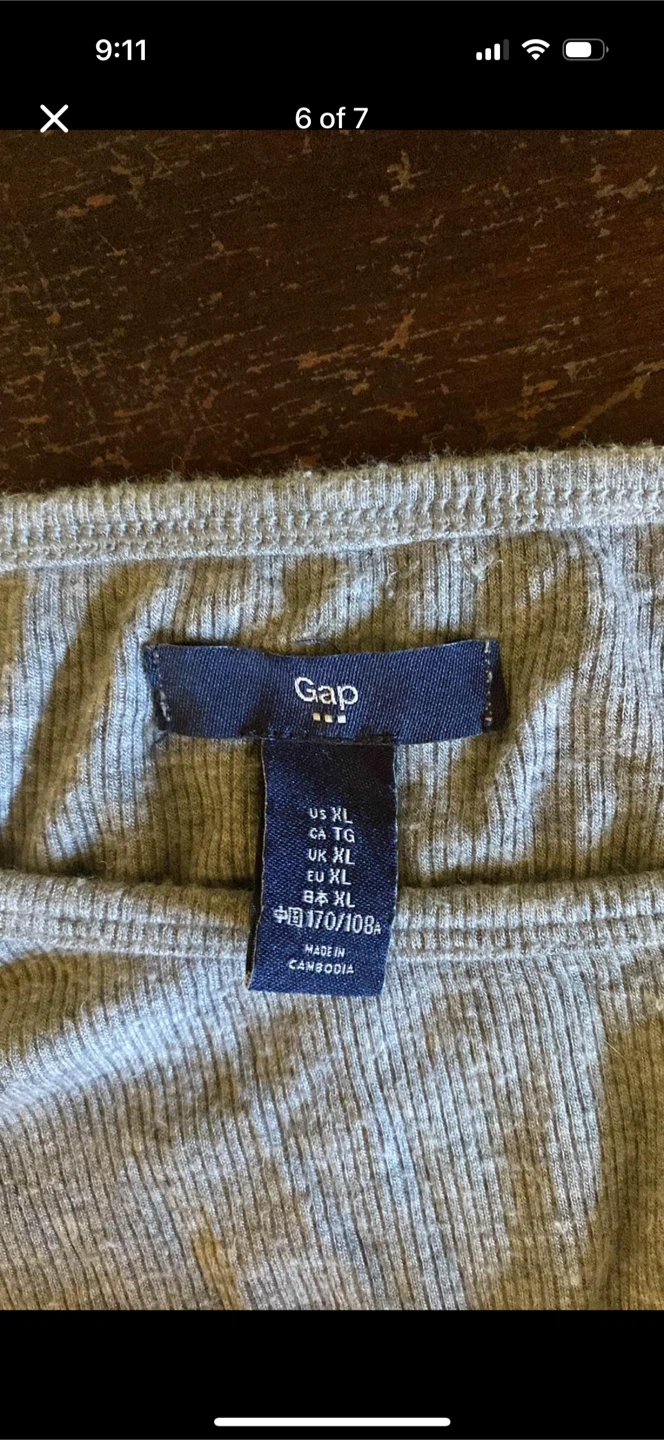 9:11
6 of 7
Gap
US XL
CA TG
UK XL
EU XL
日本 XL
中国 170/108A
MADE IN
CAMBODIA